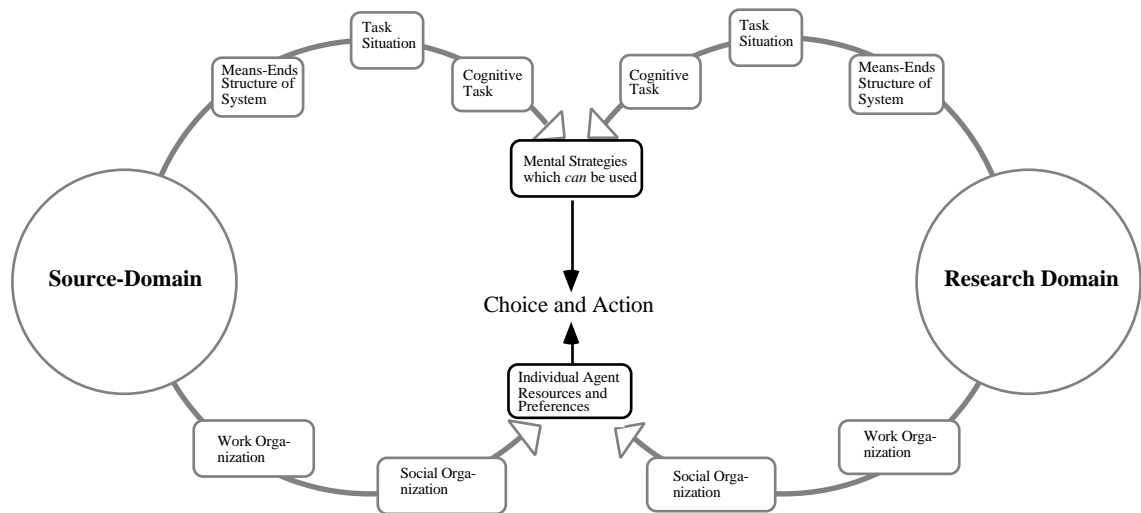 Task
Situation
Means-Ends
Structure of
System
Cognitive
Task
Cognitive
Task
Task
Situation
Means-Ends
Structure of
System
Mental Strategies
which can be used
Source-Domain
Research Domain
Choice and Action
Individual Agent
Resources and
Preferences
Work Orga-
nization
Social Orga-
nization
Social Orga-
nization
Work Orga-
nization